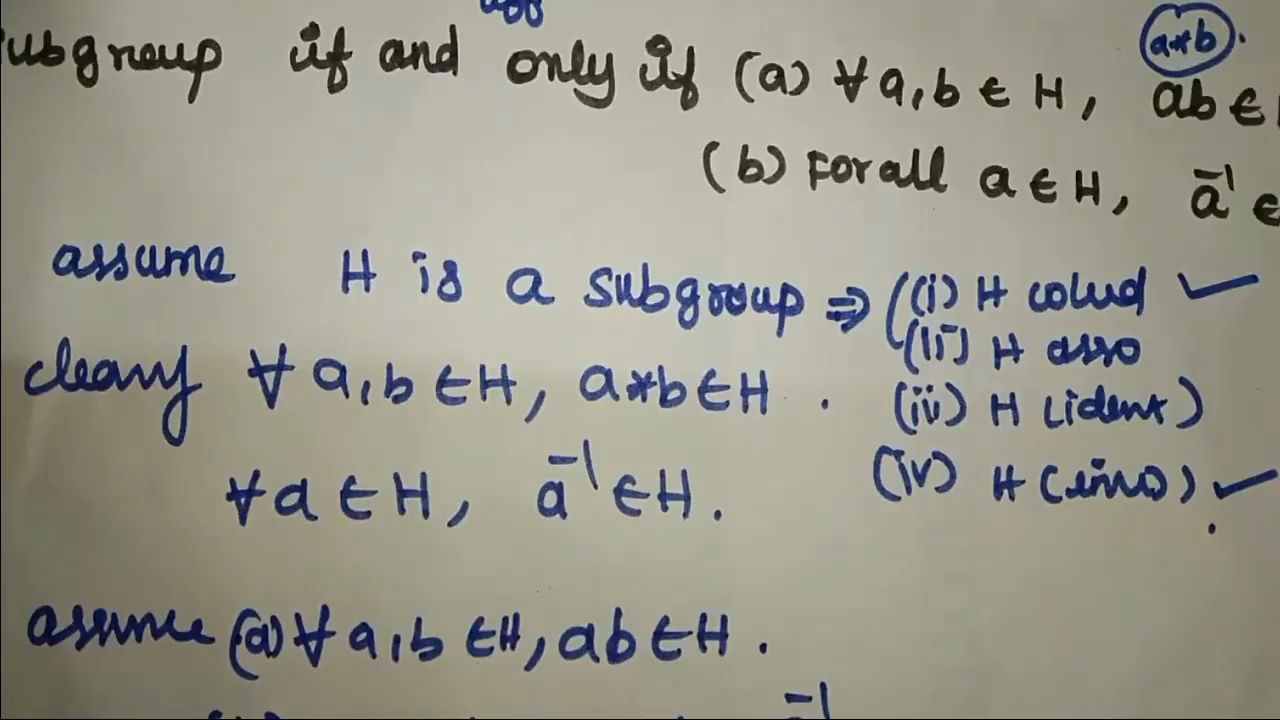 a*b.
subgroup if and only if (a) ∀ a,b ∈ H, ab ∈
(b) For all a ∈ H, a⁻¹ ∈
assume H is a subgroup ⇒ (i) H colud ✓
(ii) H asso
clearly ∀ a,b ∈ H, a*b ∈ H .
(iii) H (ident)
(iv) H (inv) ✓
∀ a ∈ H, a⁻¹ ∈ H.
assume (a) ∀ a,b ∈ H, ab ∈ H .